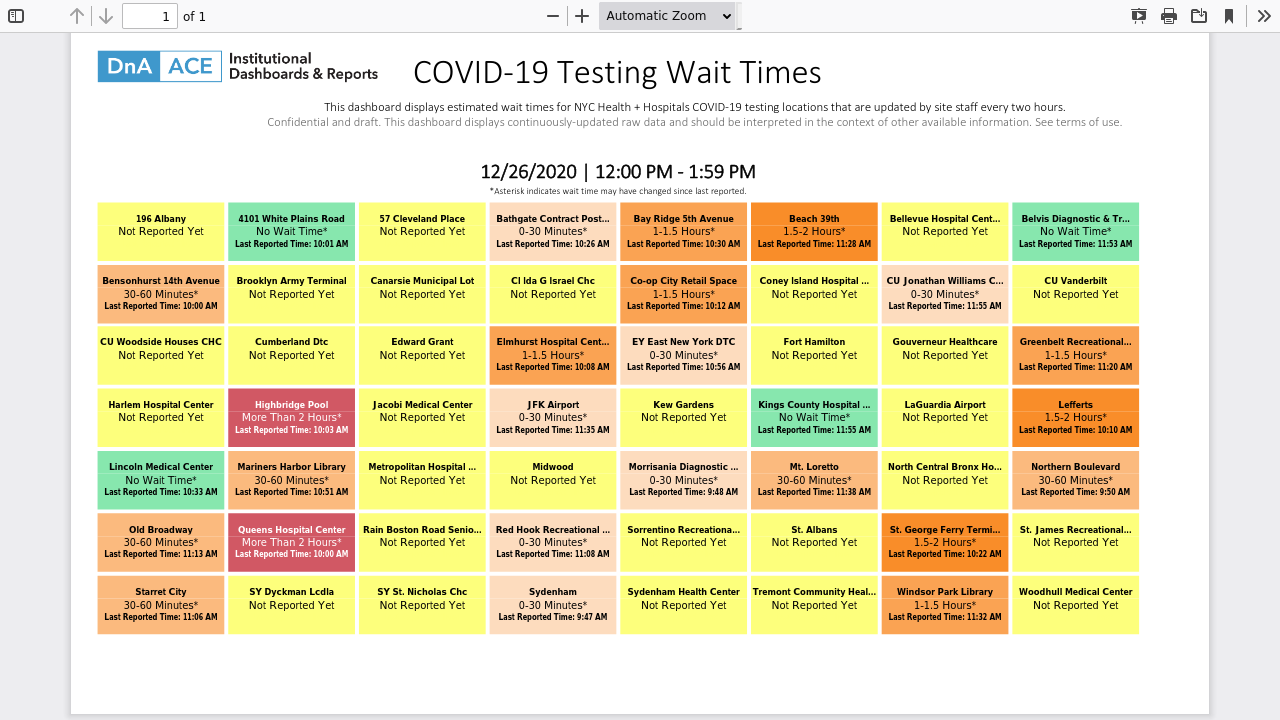 1 of 1 Automatic Zoom
DnA ACE Institutional
Dashboards & Reports
COVID-19 Testing Wait Times
This dashboard displays estimated wait times for NYC Health + Hospitals COVID-19 testing locations that are updated by site staff every two hours.
Confidential and draft. This dashboard displays continuously-updated raw data and should be interpreted in the context of other available information. See terms of use.
12/26/2020 | 12:00 PM - 1:59 PM
*Asterisk indicates wait time may have changed since last reported.
196 Albany
Not Reported Yet
4101 White Plains Road
No Wait Time*
Last Reported Time: 10:01 AM
57 Cleveland Place
Not Reported Yet
Bathgate Contract Post...
0-30 Minutes*
Last Reported Time: 10:26 AM
Bay Ridge 5th Avenue
1-1.5 Hours*
Last Reported Time: 10:30 AM
Beach 39th
1.5-2 Hours*
Last Reported Time: 11:28 AM
Bellevue Hospital Cent...
Not Reported Yet
Belvis Diagnostic & Tr...
No Wait Time*
Last Reported Time: 11:53 AM
Bensonhurst 14th Avenue
30-60 Minutes*
Last Reported Time: 10:00 AM
Brooklyn Army Terminal
Not Reported Yet
Canarsie Municipal Lot
Not Reported Yet
Cl Ida G Israel Chc
Not Reported Yet
Co-op City Retail Space
1-1.5 Hours*
Last Reported Time: 10:12 AM
Coney Island Hospital ...
Not Reported Yet
CU Jonathan Williams C...
0-30 Minutes*
Last Reported Time: 11:55 AM
CU Vanderbilt
Not Reported Yet
CU Woodside Houses CHC
Not Reported Yet
Cumberland Dtc
Not Reported Yet
Edward Grant
Not Reported Yet
Elmhurst Hospital Cent...
1-1.5 Hours*
Last Reported Time: 10:08 AM
EY East New York DTC
0-30 Minutes*
Last Reported Time: 10:56 AM
Fort Hamilton
Not Reported Yet
Gouverneur Healthcare
Not Reported Yet
Greenbelt Recreational...
1-1.5 Hours*
Last Reported Time: 11:20 AM
Harlem Hospital Center
Not Reported Yet
Highbridge Pool
More Than 2 Hours*
Last Reported Time: 10:03 AM
Jacobi Medical Center
Not Reported Yet
JFK Airport
0-30 Minutes*
Last Reported Time: 11:35 AM
Kew Gardens
Not Reported Yet
Kings County Hospital ...
No Wait Time*
Last Reported Time: 11:55 AM
LaGuardia Airport
Not Reported Yet
Lefferts
1.5-2 Hours*
Last Reported Time: 10:10 AM
Lincoln Medical Center
No Wait Time*
Last Reported Time: 10:33 AM
Mariners Harbor Library
30-60 Minutes*
Last Reported Time: 10:51 AM
Metropolitan Hospital ...
Not Reported Yet
Midwood
Not Reported Yet
Morrisania Diagnostic ...
0-30 Minutes*
Last Reported Time: 9:48 AM
Mt. Loretto
30-60 Minutes*
Last Reported Time: 11:38 AM
North Central Bronx Ho...
Not Reported Yet
Northern Boulevard
30-60 Minutes*
Last Reported Time: 9:50 AM
Old Broadway
30-60 Minutes*
Last Reported Time: 11:13 AM
Queens Hospital Center
More Than 2 Hours*
Last Reported Time: 10:00 AM
Rain Boston Road Senio...
Not Reported Yet
Red Hook Recreational ...
0-30 Minutes*
Last Reported Time: 11:08 AM
Sorrentino Recreationa...
Not Reported Yet
St. Albans
Not Reported Yet
St. George Ferry Termi...
1.5-2 Hours*
Last Reported Time: 10:22 AM
St. James Recreational...
Not Reported Yet
Starret City
30-60 Minutes*
Last Reported Time: 11:06 AM
SY Dyckman Lcdla
Not Reported Yet
SY St. Nicholas Chc
Not Reported Yet
Sydenham
0-30 Minutes*
Last Reported Time: 9:47 AM
Sydenham Health Center
Not Reported Yet
Tremont Community Heal...
Not Reported Yet
Windsor Park Library
1-1.5 Hours*
Last Reported Time: 11:32 AM
Woodhull Medical Center
Not Reported Yet